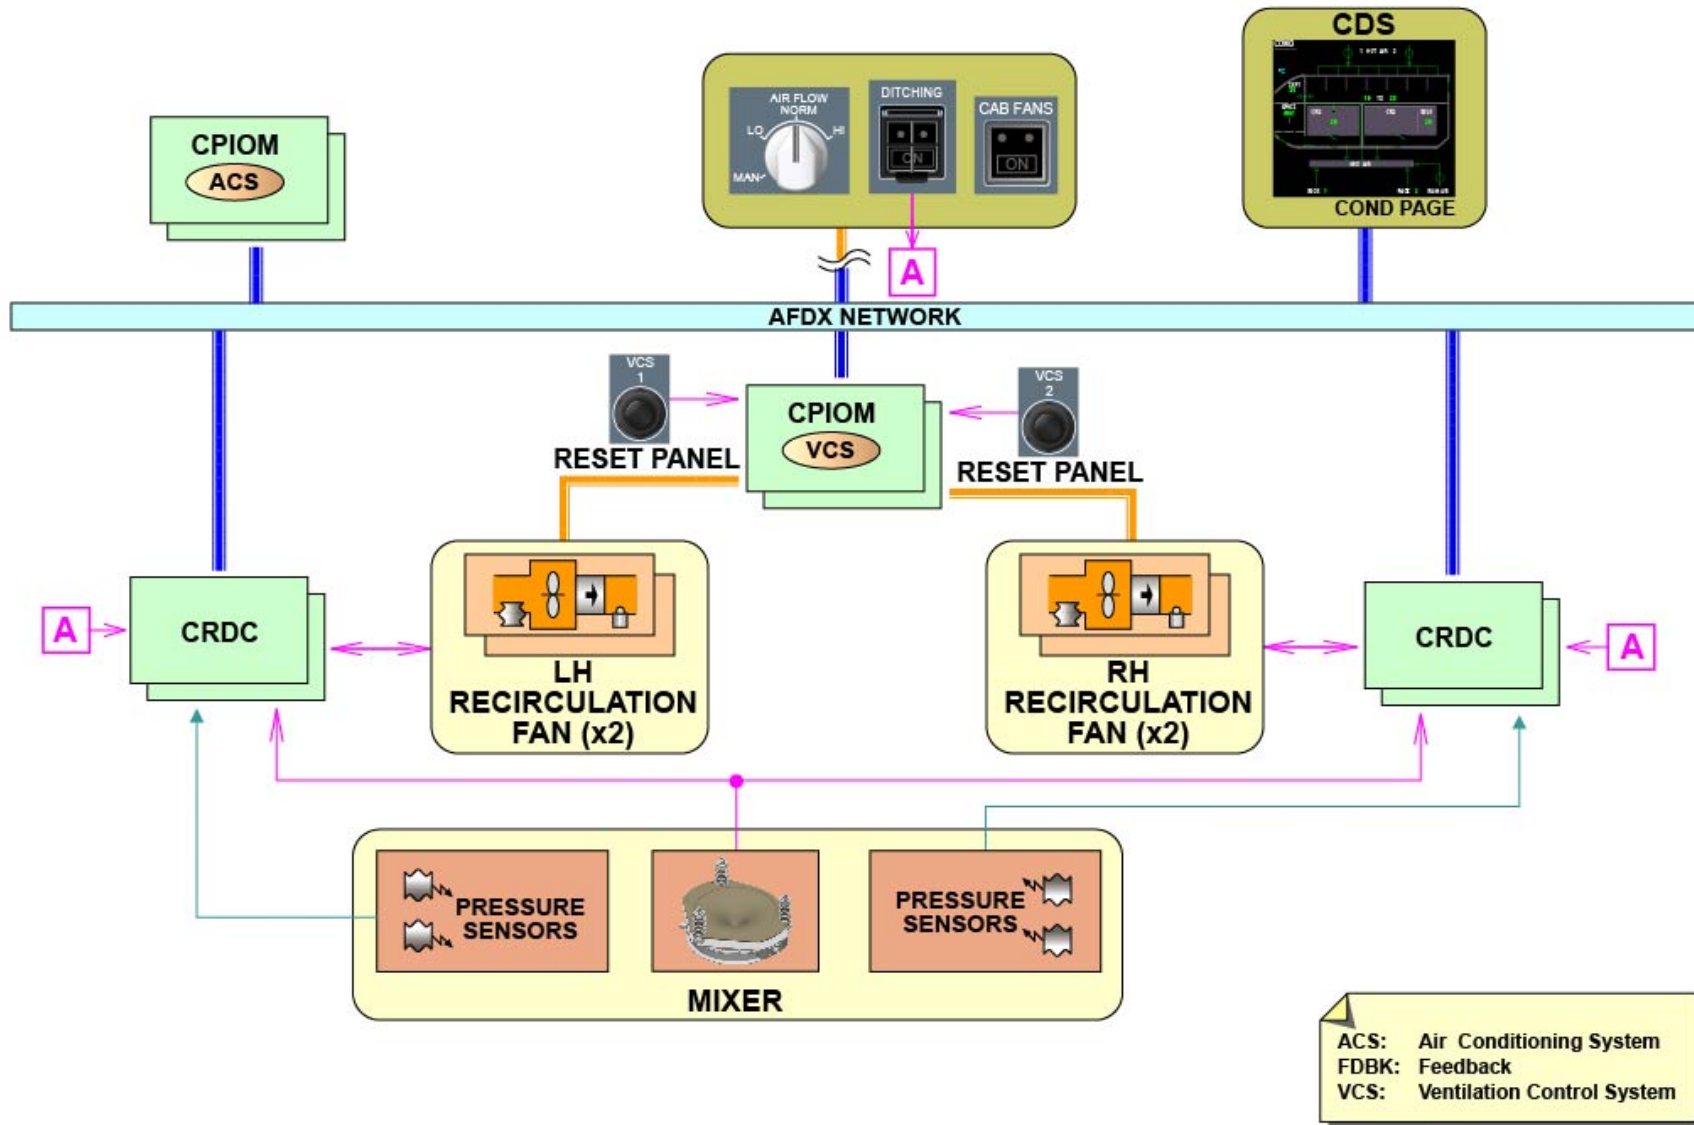 CDS
COND PAGE
AIR FLOW
NORM
LO
HI
MAN
DITCHING
ON
CAB FANS
ON
CPIOM
ACS
A
AFDX NETWORK
VCS
1
RESET PANEL
CPIOM
VCS
VCS
2
RESET PANEL
A
CRDC
LH
RECIRCULATION
FAN (x2)
RH
RECIRCULATION
FAN (x2)
CRDC
A
PRESSURE
SENSORS
PRESSURE
SENSORS
MIXER
ACS: Air Conditioning System
FDBK: Feedback
VCS: Ventilation Control System